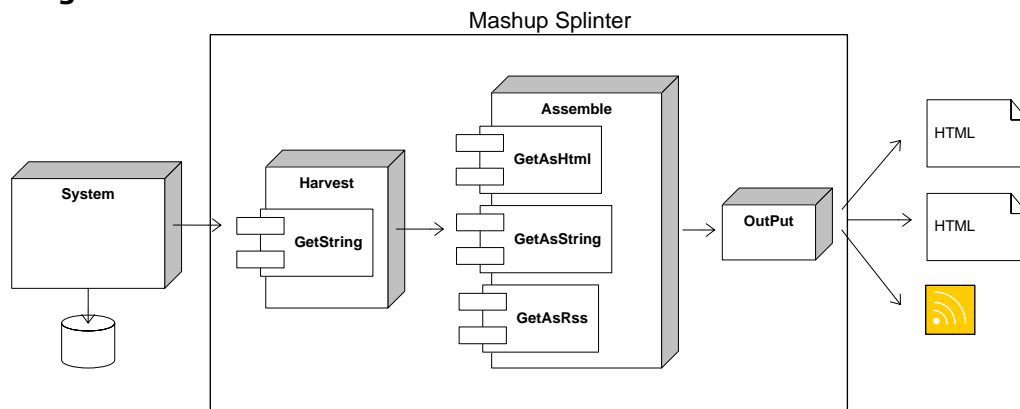 Mashup Splinter
Assemble
HTML
GetAsHtml
System
Harvest
GetString
GetAsString
OutPut
HTML
GetAsRss